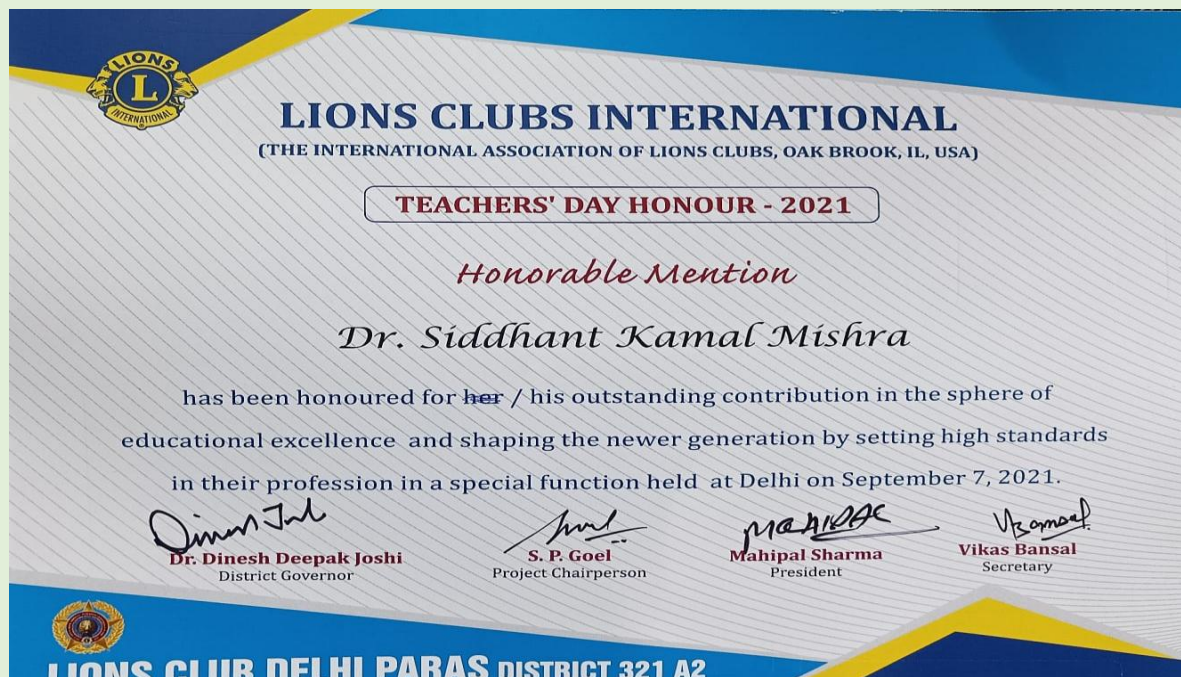 LIONS
L
INTERNATIONAL
LIONS CLUBS INTERNATIONAL
(THE INTERNATIONAL ASSOCIATION OF LIONS CLUBS, OAK BROOK, IL, USA)
TEACHERS' DAY HONOUR - 2021
Honorable Mention
Dr. Siddhant Kamal Mishra
has been honoured for her / his outstanding contribution in the sphere of
educational excellence and shaping the newer generation by setting high standards
in their profession in a special function held at Delhi on September 7, 2021.
MAHIPAL
VBansal
Dr. Dinesh Deepak Joshi S. P. Goel Mahipal Sharma Vikas Bansal
District Governor Project Chairperson President Secretary
LIONS CLUB DELHI PARAS DISTRICT 321 A2